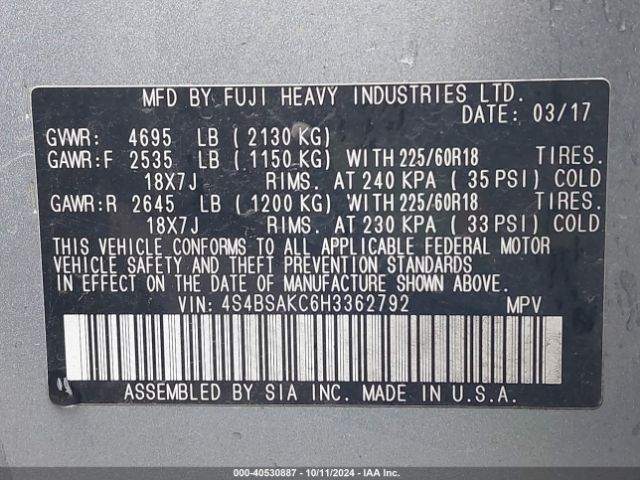 MFD BY FUJI HEAVY INDUSTRIES LTD.
DATE: 03/17
GVWR: 4695 LB ( 2130 KG)
GAWR:F 2535 LB ( 1150 KG) WITH 225/60R18 TIRES.
18X7J RIMS. AT 240 KPA ( 35 PSI) COLD
GAWR:R 2645 LB ( 1200 KG) WITH 225/60R18 TIRES.
18X7J RIMS. AT 230 KPA ( 33 PSI) COLD
THIS VEHICLE CONFORMS TO ALL APPLICABLE FEDERAL MOTOR
VEHICLE SAFETY AND THEFT PREVENTION STANDARDS
IN EFFECT ON THE DATE OF MANUFACTURE SHOWN ABOVE.
VIN: 4S4BSAKC6H3362792 MPV
ASSEMBLED BY SIA INC. MADE IN U.S.A.
000-40530887 - 10/11/2024 - IAA Inc.